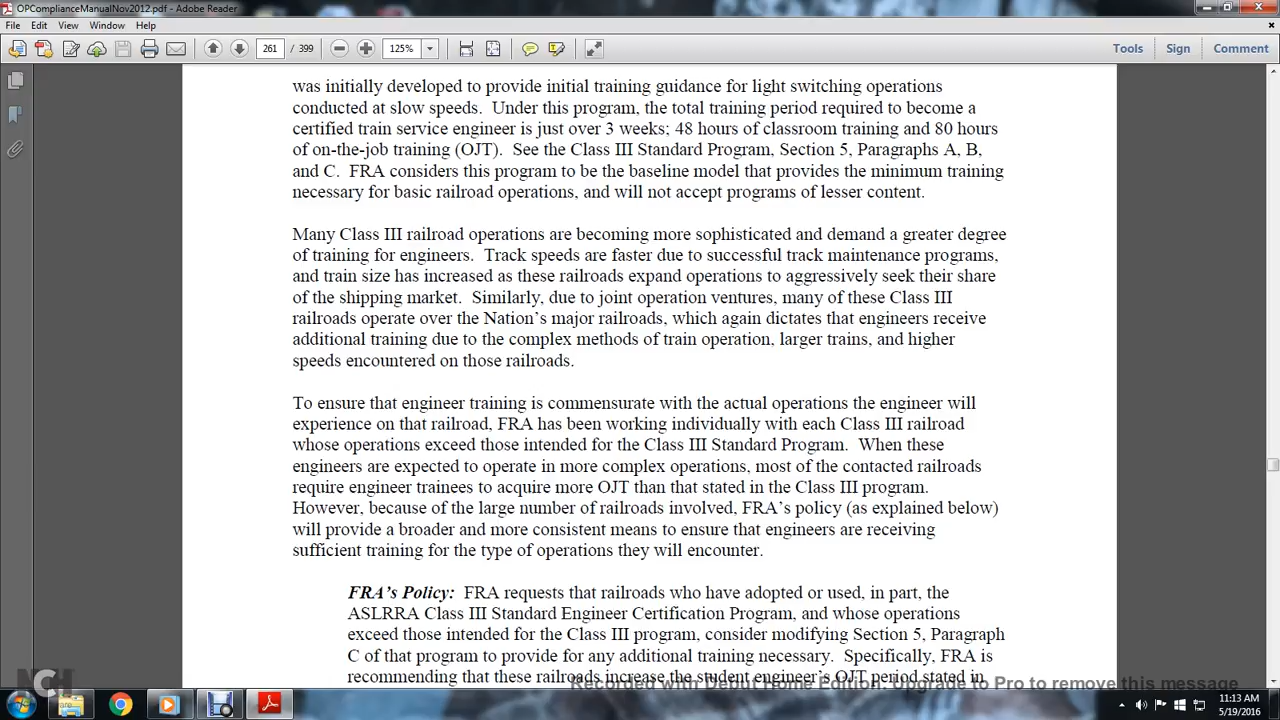 OPComplianceManualNov2012.pdf - Adobe Reader
File Edit View Window Help
261 / 399 125% Tools Sign Comment
was initially developed to provide initial training guidance for light switching operations
conducted at slow speeds. Under this program, the total training period required to become a
certified train service engineer is just over 3 weeks; 48 hours of classroom training and 80 hours
of on-the-job training (OJT). See the Class III Standard Program, Section 5, Paragraphs A, B,
and C. FRA considers this program to be the baseline model that provides the minimum training
necessary for basic railroad operations, and will not accept programs of lesser content.
Many Class III railroad operations are becoming more sophisticated and demand a greater degree
of training for engineers. Track speeds are faster due to successful track maintenance programs,
and train size has increased as these railroads expand operations to aggressively seek their share
of the shipping market. Similarly, due to joint operation ventures, many of these Class III
railroads operate over the Nation's major railroads, which again dictates that engineers receive
additional training due to the complex methods of train operation, larger trains, and higher
speeds encountered on those railroads.
To ensure that engineer training is commensurate with the actual operations the engineer will
experience on that railroad, FRA has been working individually with each Class III railroad
whose operations exceed those intended for the Class III Standard Program. When these
engineers are expected to operate in more complex operations, most of the contacted railroads
require engineer trainees to acquire more OJT than that stated in the Class III program.
However, because of the large number of railroads involved, FRA's policy (as explained below)
will provide a broader and more consistent means to ensure that engineers are receiving
sufficient training for the type of operations they will encounter.
FRA's Policy: FRA requests that railroads who have adopted or used, in part, the
ASLRRA Class III Standard Engineer Certification Program, and whose operations
exceed those intended for the Class III program, consider modifying Section 5, Paragraph
C of that program to provide for any additional training necessary. Specifically, FRA is
recommending that these railroads increase the student engineer's OJT period stated in
Recorded with Debut Home Edition. Upgrade to Pro to remove this message
NCH
11:13 AM
5/19/2016